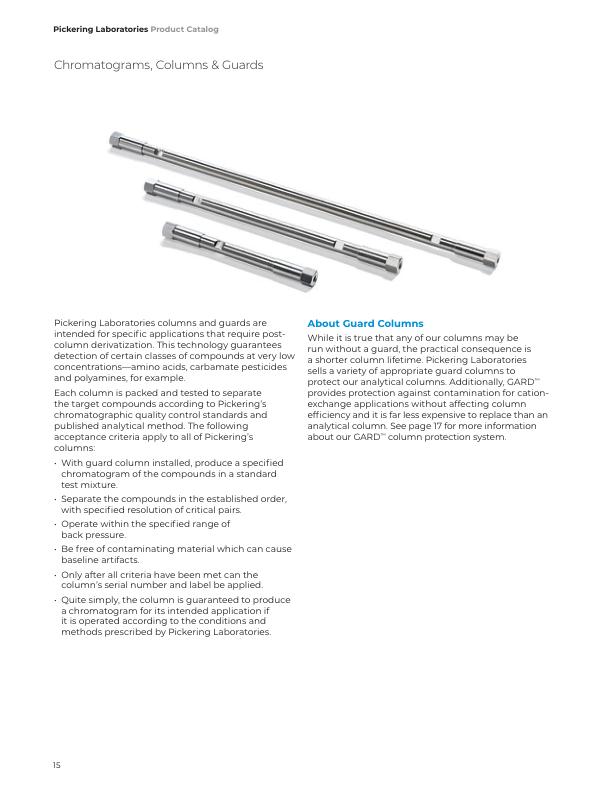 Pickering Laboratories Product Catalog
Chromatograms, Columns & Guards
Pickering Laboratories columns and guards are
intended for specific applications that require post-
column derivatization. This technology guarantees
detection of certain classes of compounds at very low
concentrations—amino acids, carbamate pesticides
and polyamines, for example.
Each column is packed and tested to separate
the target compounds according to Pickering's
chromatographic quality control standards and
published analytical method. The following
acceptance criteria apply to all of Pickering's
columns:
• With guard column installed, produce a specified
chromatogram of the compounds in a standard
test mixture.
• Separate the compounds in the established order,
with specified resolution of critical pairs.
• Operate within the specified range of
back pressure.
• Be free of contaminating material which can cause
baseline artifacts.
• Only after all criteria have been met can the
column's serial number and label be applied.
• Quite simply, the column is guaranteed to produce
a chromatogram for its intended application if
it is operated according to the conditions and
methods prescribed by Pickering Laboratories.
About Guard Columns
While it is true that any of our columns may be
run without a guard, the practical consequence is
a shorter column lifetime. Pickering Laboratories
sells a variety of appropriate guard columns to
protect our analytical columns. Additionally, GARD™
provides protection against contamination for cation-
exchange applications without affecting column
efficiency and it is far less expensive to replace than an
analytical column. See page 17 for more information
about our GARD™ column protection system.
15